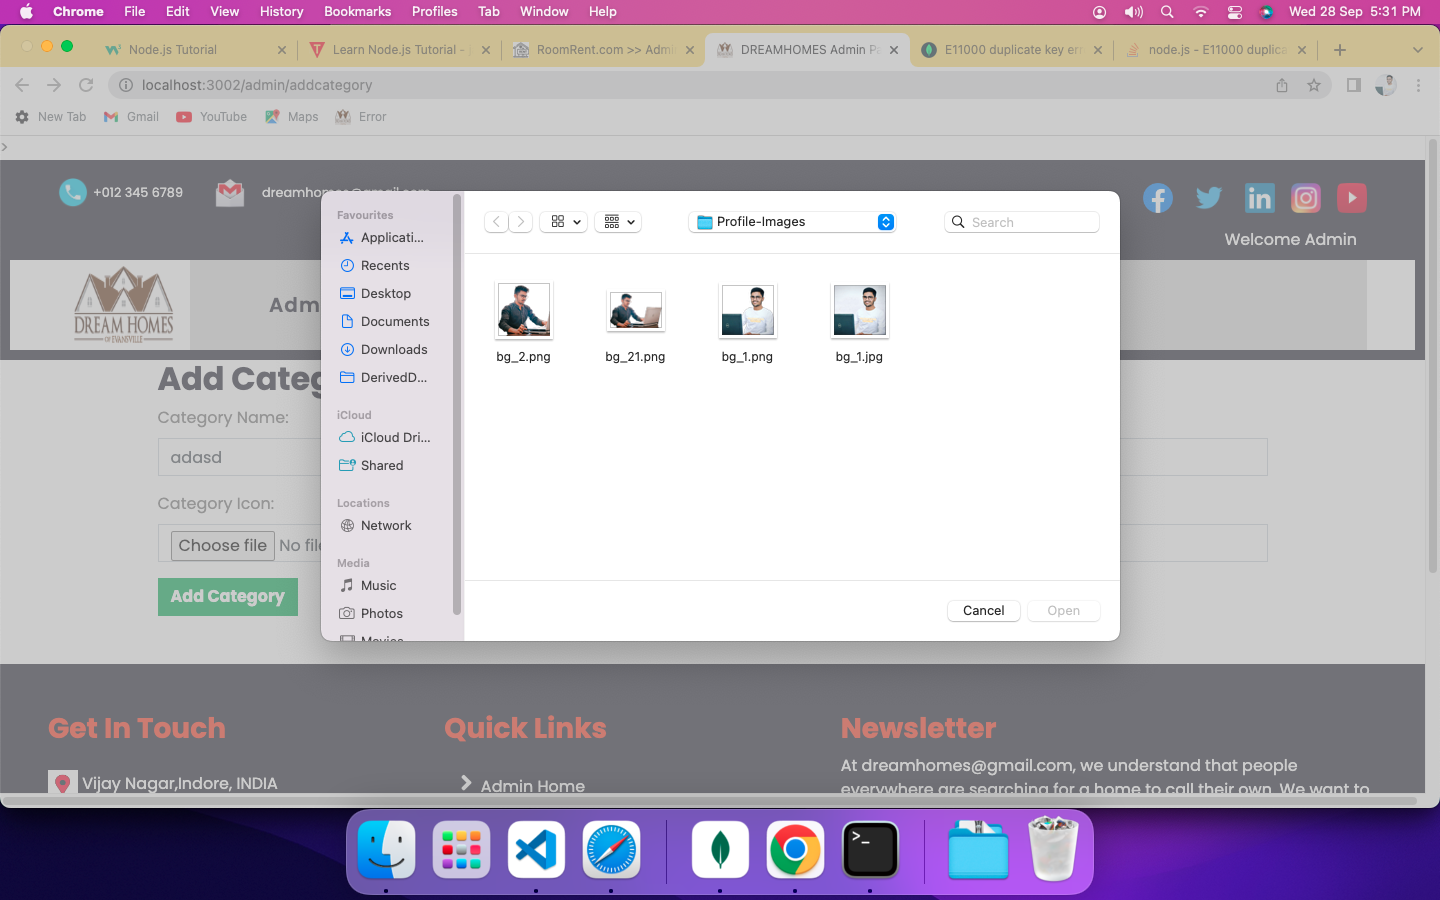 Chrome File Edit View History Bookmarks Profiles Tab Window Help Wed 28 Sep 5:31 PM
Node.js Tutorial Learn Node.js Tutorial - RoomRent.com >> Admi DREAMHOMES Admin Pa E11000 duplicate key err node.js - E11000 duplica
localhost:3002/admin/addcategory
New Tab Gmail YouTube Maps Error
>
+012 345 6789 dreamhomes@gmail.com
Welcome Admin
DREAM HOMES
OF EVANSVILLE
Adm
Favourites
Applicati...
Recents
Desktop
Documents
Downloads
DerivedD...
iCloud
iCloud Dri...
Shared
Locations
Network
Media
Music
Photos
Movies
Profile-Images
Search
bg_2.png bg_21.png bg_1.png bg_1.jpg
Cancel Open
Add Categ
Category Name:
adasd
Category Icon:
Choose file No file
Add Category
Get In Touch
Vijay Nagar,Indore, INDIA
Quick Links
Admin Home
Newsletter
At dreamhomes@gmail.com, we understand that people
everyone are searching for a home to call their own. We want to